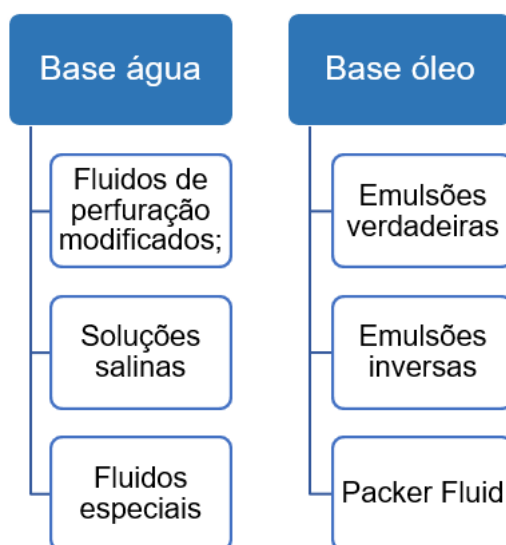 Base água
Fluidos de
perfuração
modificados;
Soluções
salinas
Fluidos
especiais
Base óleo
Emulsões
verdadeiras
Emulsões
inversas
Packer Fluid